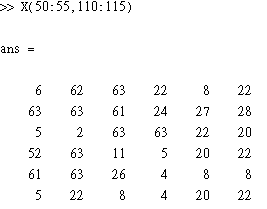 >> X(50:55,110:115)
ans =
6 62 63 22 8 22
63 63 61 24 27 28
5 2 63 63 22 20
52 63 11 5 20 22
61 63 26 4 8 8
5 22 8 4 20 22